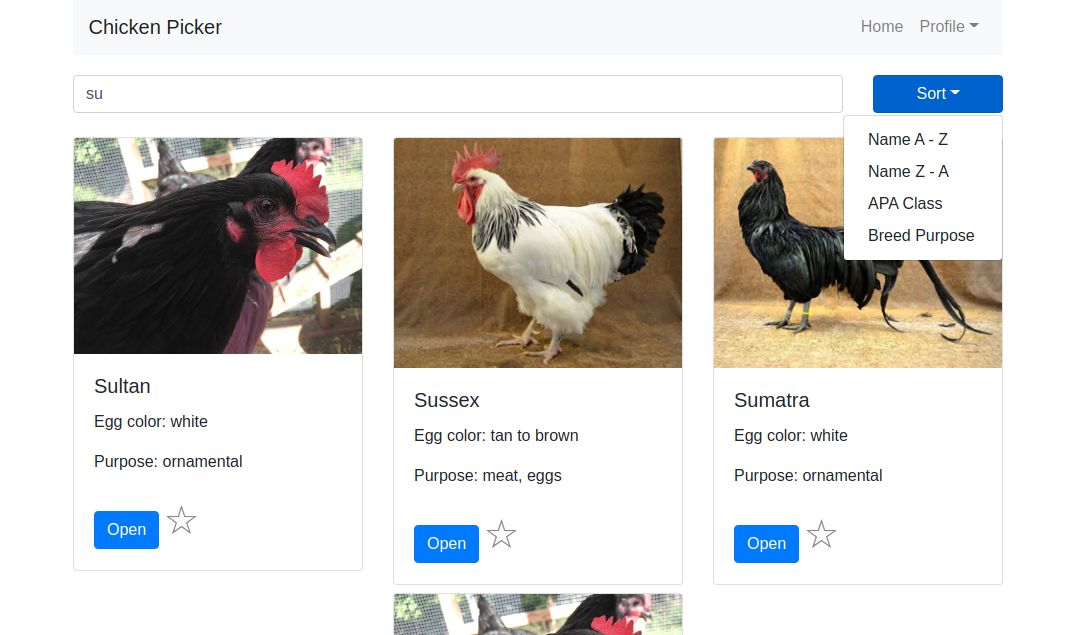 Chicken Picker
Home
Profile
su
Sort
Name A - Z
Name Z - A
APA Class
Breed Purpose
Sultan
Egg color: white
Purpose: ornamental
Open
Sussex
Egg color: tan to brown
Purpose: meat, eggs
Open
Sumatra
Egg color: white
Purpose: ornamental
Open